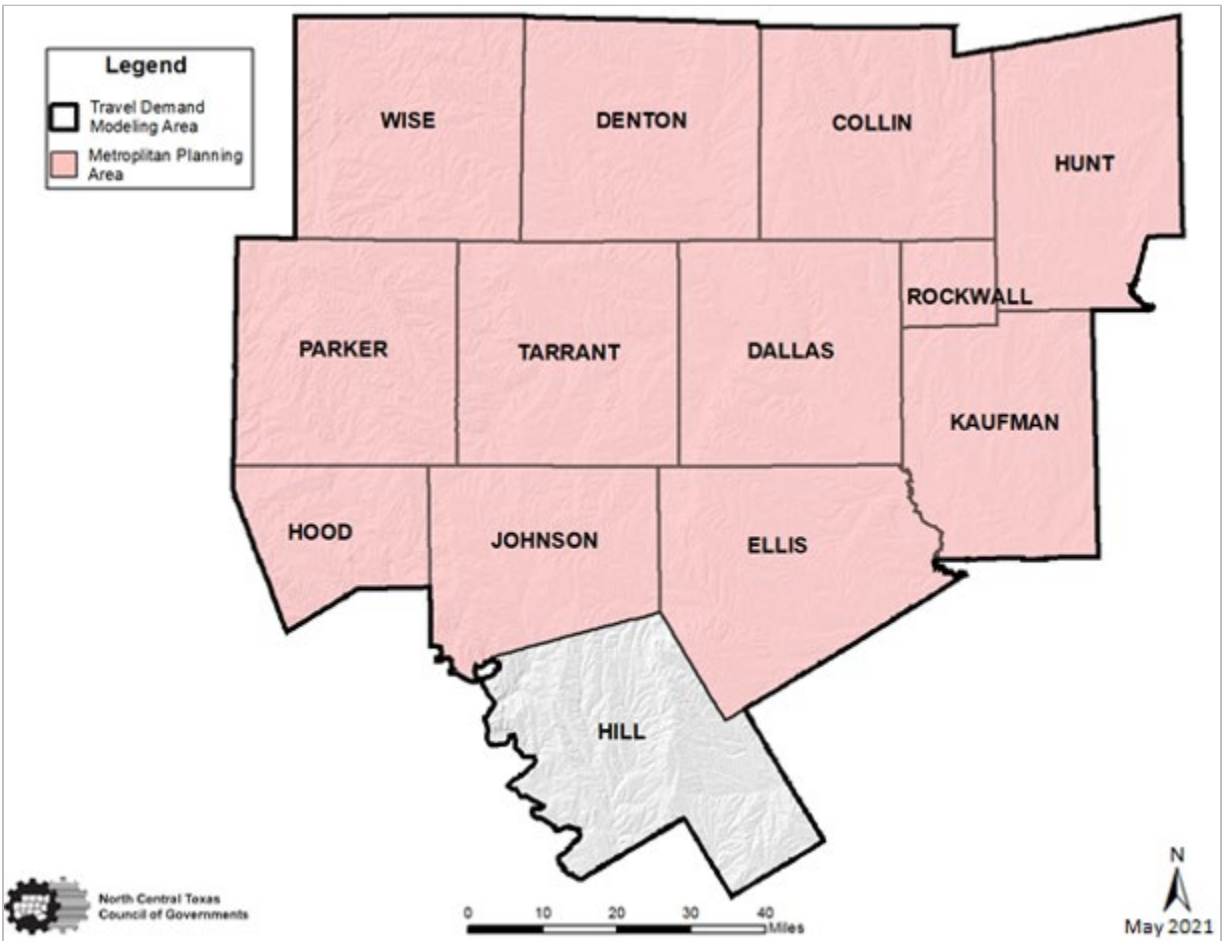 Legend
Travel Demand
Modeling Area
Metroplitan Planning
Area
WISE
DENTON
COLLIN
HUNT
PARKER
TARRANT
DALLAS
ROCKWALL
KAUFMAN
HOOD
JOHNSON
ELLIS
HILL
North Central Texas
Council of Governments
0 10 20 30 40
Miles
N
May 2021